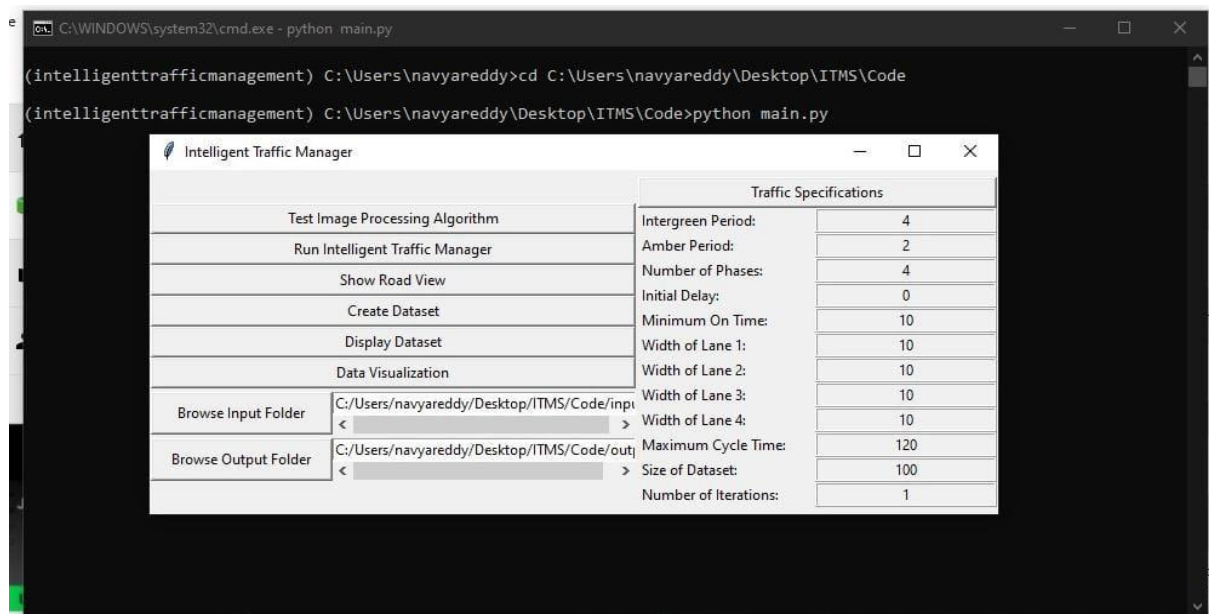 C:\WINDOWS\system32\cmd.exe - python main.py
(intelligenttrafficmanagement) C:\Users\navyareddy>cd C:\Users\navyareddy\Desktop\ITMS\Code
(intelligenttrafficmanagement) C:\Users\navyareddy\Desktop\ITMS\Code>python main.py
Intelligent Traffic Manager
Test Image Processing Algorithm
Run Intelligent Traffic Manager
Show Road View
Create Dataset
Display Dataset
Data Visualization
Browse Input Folder C:/Users/navyareddy/Desktop/ITMS/Code/inpu
Browse Output Folder C:/Users/navyareddy/Desktop/ITMS/Code/outp
Traffic Specifications
Intergreen Period: 4
Amber Period: 2
Number of Phases: 4
Initial Delay: 0
Minimum On Time: 10
Width of Lane 1: 10
Width of Lane 2: 10
Width of Lane 3: 10
Width of Lane 4: 10
Maximum Cycle Time: 120
Size of Dataset: 100
Number of Iterations: 1